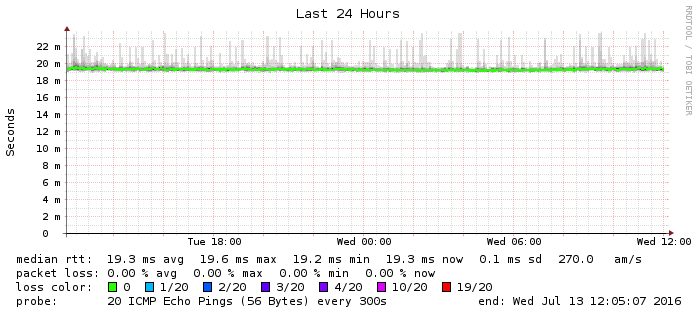 Last 24 Hours
RRDTOOL / TOBI OETIKER
Seconds
22 m
20 m
18 m
16 m
14 m
12 m
10 m
8 m
6 m
4 m
2 m
0
Tue 18:00 Wed 00:00 Wed 06:00 Wed 12:00
median rtt: 19.3 ms avg 19.6 ms max 19.2 ms min 19.3 ms now 0.1 ms sd 270.0 am/s
packet loss: 0.00 % avg 0.00 % max 0.00 % min 0.00 % now
loss color: 0 1/20 2/20 3/20 4/20 10/20 19/20
probe: 20 ICMP Echo Pings (56 Bytes) every 300s end: Wed Jul 13 12:05:07 2016